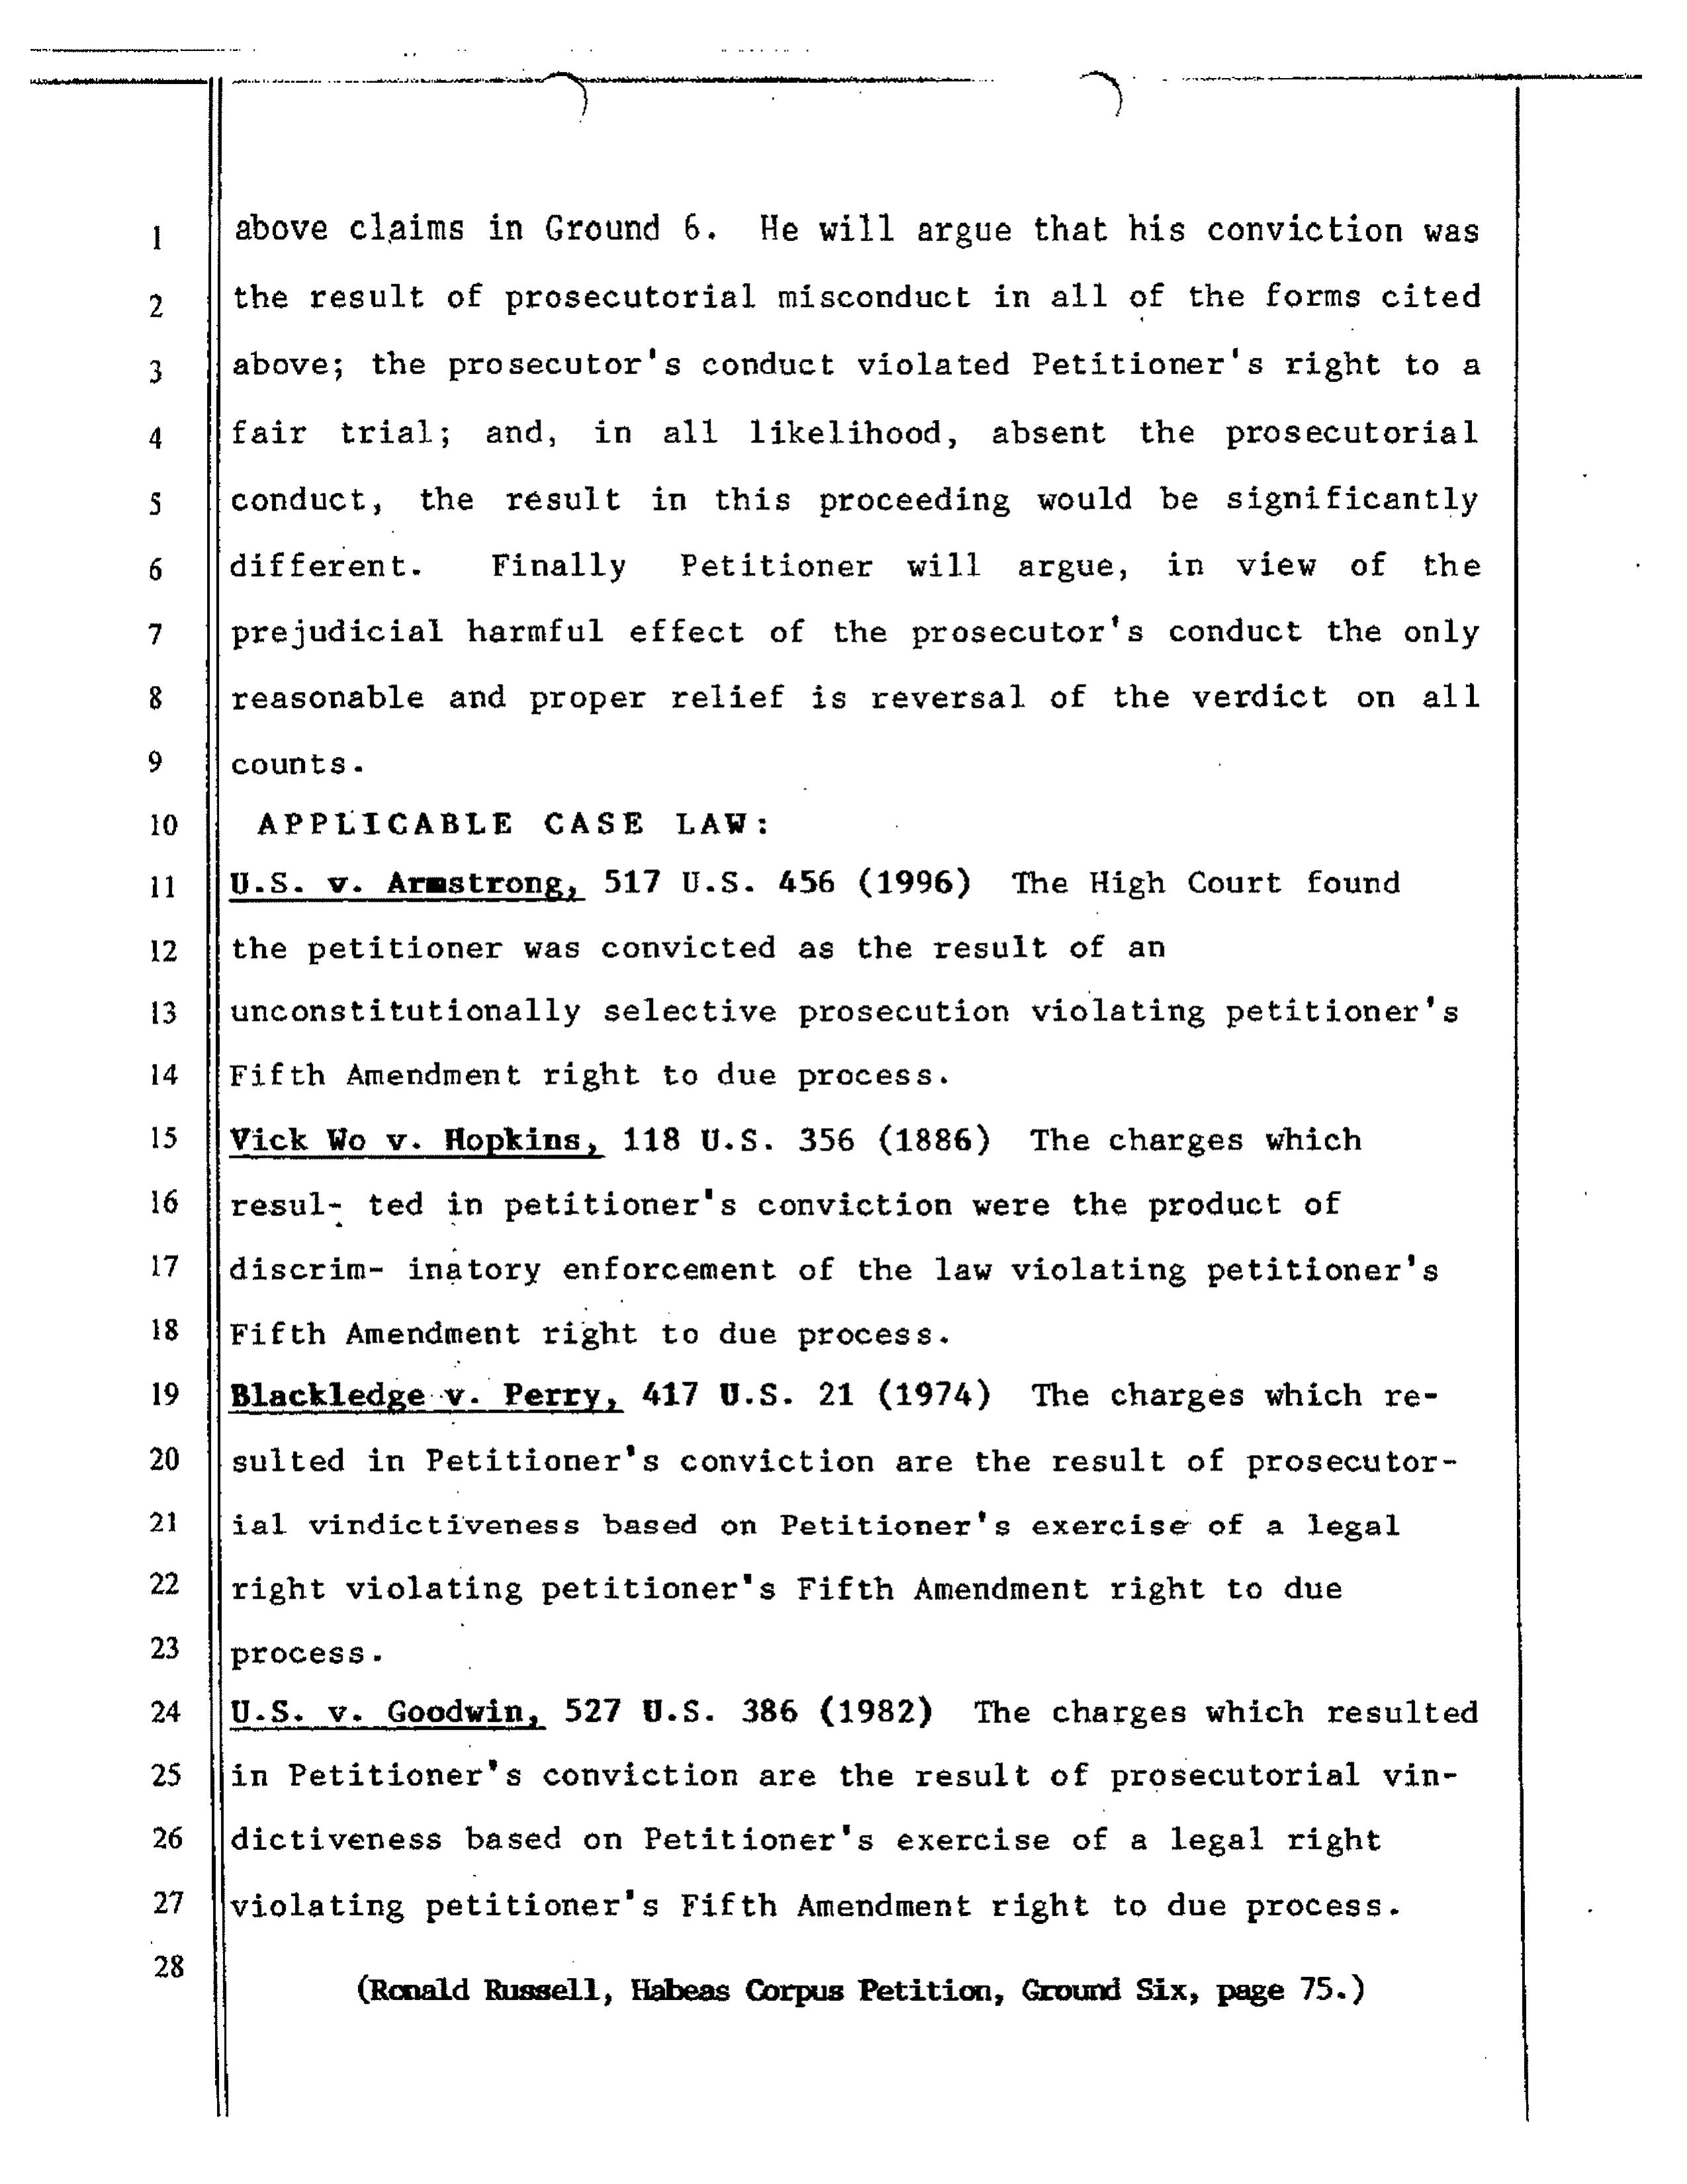 1 above claims in Ground 6. He will argue that his conviction was
2 the result of prosecutorial misconduct in all of the forms cited
3 above; the prosecutor's conduct violated Petitioner's right to a
4 fair trial; and, in all likelihood, absent the prosecutorial
5 conduct, the result in this proceeding would be significantly
6 different. Finally Petitioner will argue, in view of the
7 prejudicial harmful effect of the prosecutor's conduct the only
8 reasonable and proper relief is reversal of the verdict on all
9 counts.
10 APPLICABLE CASE LAW:
11 U.S. v. Armstrong, 517 U.S. 456 (1996) The High Court found
12 the petitioner was convicted as the result of an
13 unconstitutionally selective prosecution violating petitioner's
14 Fifth Amendment right to due process.
15 Vick Wo v. Hopkins, 118 U.S. 356 (1886) The charges which
16 resul- ted in petitioner's conviction were the product of
17 discrim- inatory enforcement of the law violating petitioner's
18 Fifth Amendment right to due process.
19 Blackledge v. Perry, 417 U.S. 21 (1974) The charges which re-
20 sulted in Petitioner's conviction are the result of prosecutor-
21 ial vindictiveness based on Petitioner's exercise of a legal
22 right violating petitioner's Fifth Amendment right to due
23 process.
24 U.S. v. Goodwin, 527 U.S. 386 (1982) The charges which resulted
25 in Petitioner's conviction are the result of prosecutorial vin-
26 dictiveness based on Petitioner's exercise of a legal right
27 violating petitioner's Fifth Amendment right to due process.
28
(Ronald Russell, Habeas Corpus Petition, Ground Six, page 75.)